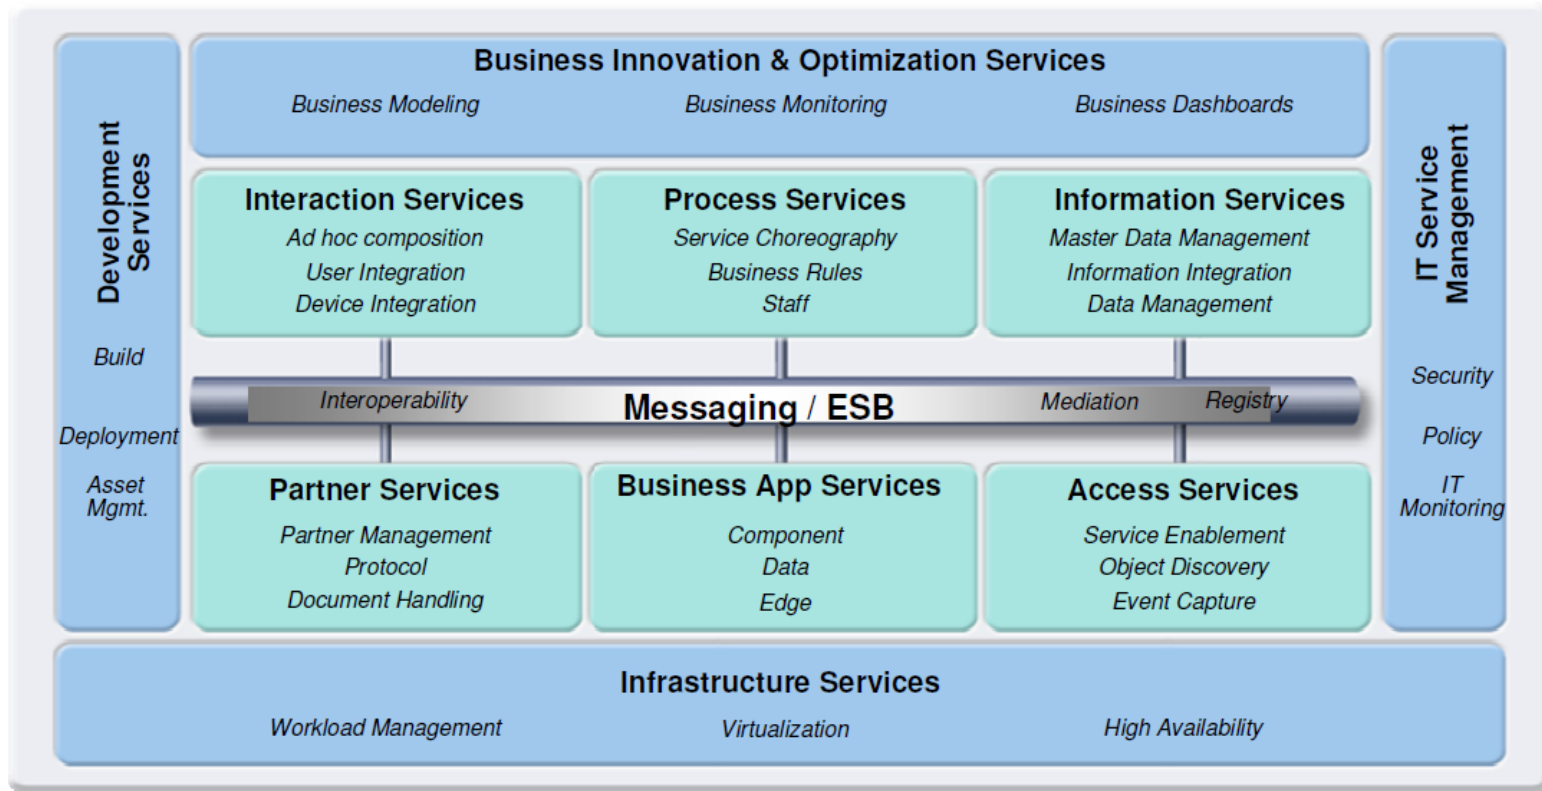 Business Innovation & Optimization Services
Business Modeling
Business Monitoring
Business Dashboards
Development
Services
Build
Deployment
Asset
Mgmt.
Interaction Services
Ad hoc composition
User Integration
Device Integration
Process Services
Service Choreography
Business Rules
Staff
Information Services
Master Data Management
Information Integration
Data Management
IT Service
Management
Security
Policy
IT
Monitoring
Interoperability
Messaging / ESB
Mediation
Registry
Partner Services
Partner Management
Protocol
Document Handling
Business App Services
Component
Data
Edge
Access Services
Service Enablement
Object Discovery
Event Capture
Infrastructure Services
Workload Management
Virtualization
High Availability